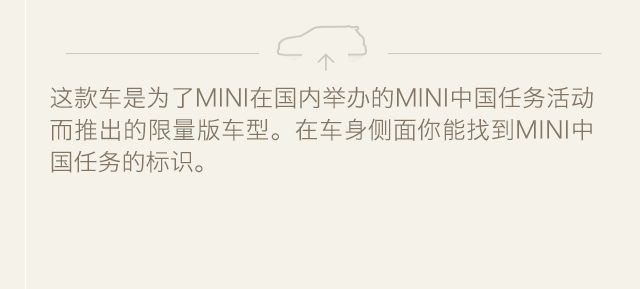 这款车是为了MINI在国内举办的MINI中国任务活动
而推出的限量版车型。在车身侧面你能找到MINI中
国任务的标识。